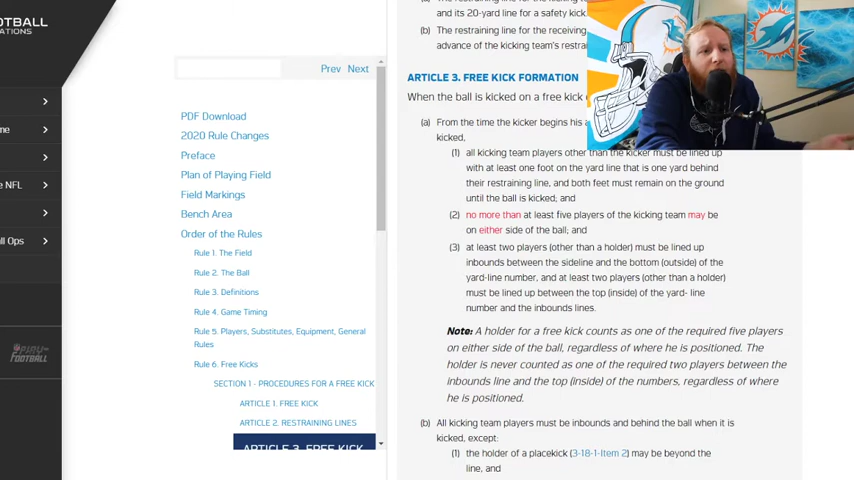 OOTBALL
ATIONS
me
e NFL
ll Ops
PLAY
FOOTBALL
Prev Next
PDF Download
2020 Rule Changes
Preface
Plan of Playing Field
Field Markings
Bench Area
Order of the Rules
Rule 1. The Field
Rule 2. The Ball
Rule 3. Definitions
Rule 4. Game Timing
Rule 5. Players, Substitutes, Equipment, General
Rules
Rule 6. Free Kicks
SECTION 1 - PROCEDURES FOR A FREE KICK
ARTICLE 1. FREE KICK
ARTICLE 2. RESTRAINING LINES
ARTICLE 3. FREE KICK
and its 20-yard line for a safety kick.
(b) The restraining line for the receiving
advance of the kicking team's restra
ARTICLE 3. FREE KICK FORMATION
When the ball is kicked on a free kick
(a) From the time the kicker begins his a
kicked,
(1) all kicking team players other than the kicker must be lined up
with at least one foot on the yard line that is one yard behind
their restraining line, and both feet must remain on the ground
until the ball is kicked; and
(2) no more than at least five players of the kicking team may be
on either side of the ball; and
(3) at least two players (other than a holder) must be lined up
inbounds between the sideline and the bottom (outside) of the
yard-line number, and at least two players (other than a holder)
must be lined up between the top (inside) of the yard- line
number and the inbounds lines.
Note: A holder for a free kick counts as one of the required five players
on either side of the ball, regardless of where he is positioned. The
holder is never counted as one of the required two players between the
inbounds line and the top (inside) of the numbers, regardless of where
he is positioned.
(b) All kicking team players must be inbounds and behind the ball when it is
kicked, except:
(1) the holder of a placekick (3-18-1-Item 2) may be beyond the
line, and